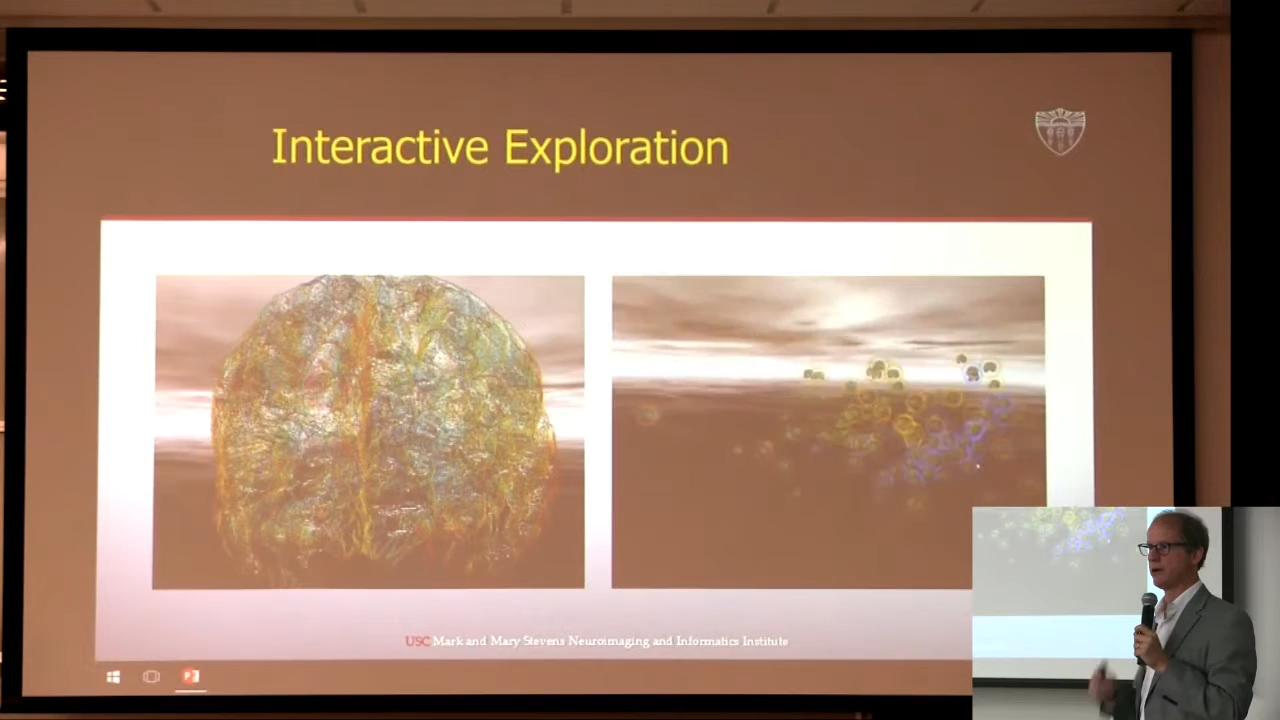 Interactive Exploration
USC Mark and Mary Stevens Neuroimaging and Informatics Institute